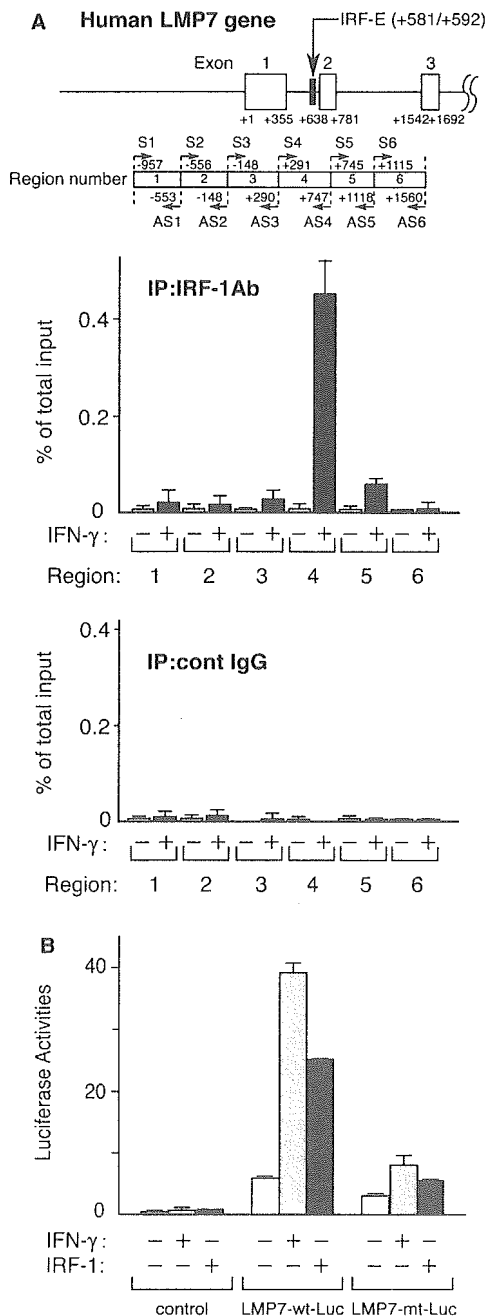 A Human LMP7 gene
IRF-E (+581/+592)
Exon 1 2 3
+1 +355 +638 +781 +1542 +1692
S1 S2 S3 S4 S5 S6
-957 -556 -148 +291 +745 +1115
Region number 1 2 3 4 5 6
-553 -148 +290 +747 +1118 +1560
AS1 AS2 AS3 AS4 AS5 AS6
IP:IRF-1Ab
% of total input
0.4
0.2
0
IFN-γ : − + − + − + − + − + − +
Region: 1 2 3 4 5 6
IP:cont IgG
% of total input
0.4
0.2
0
IFN-γ : − + − + − + − + − + − +
Region: 1 2 3 4 5 6
B
Luciferase Activities
40
20
0
IFN-γ : − + − − + − − + −
IRF-1 : − − + − − + − − +
control LMP7-wt-Luc LMP7-mt-Luc